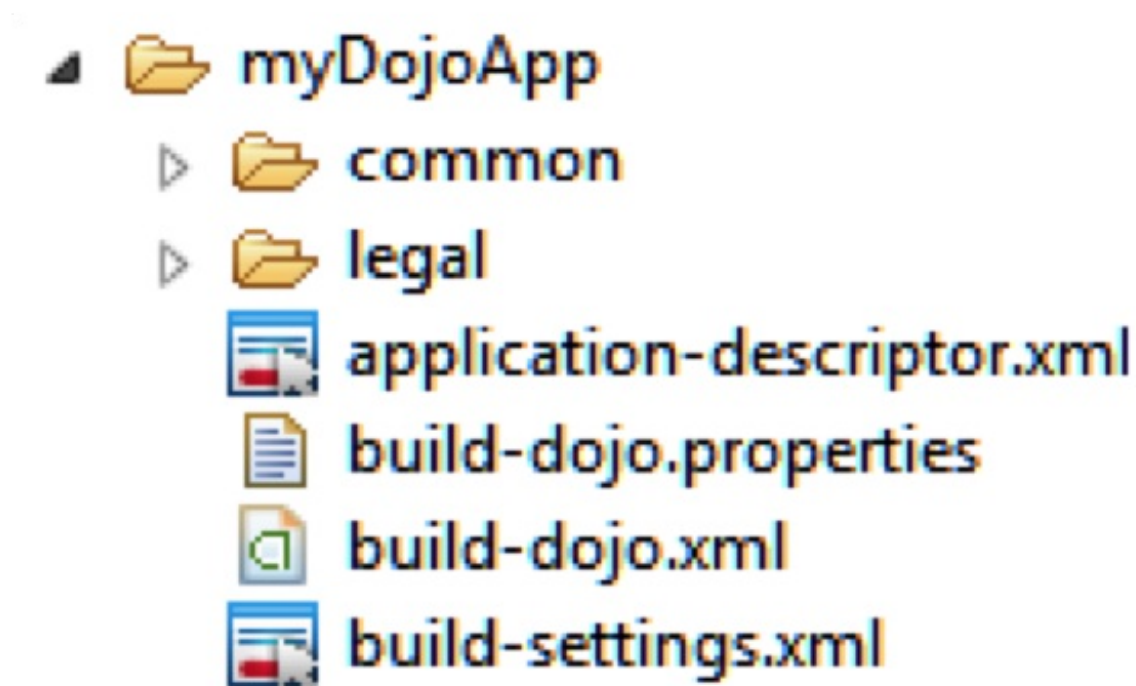 myDojoApp
common
legal
application-descriptor.xml
build-dojo.properties
build-dojo.xml
build-settings.xml